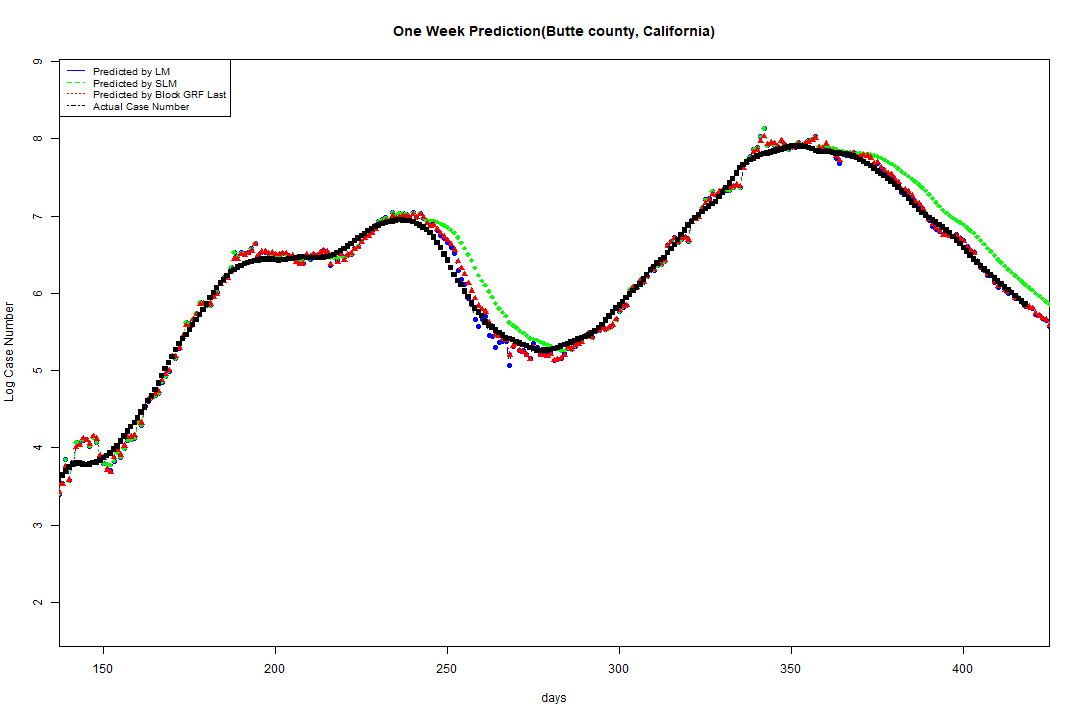 One Week Prediction(Butte county, California)
Predicted by LM
Predicted by SLM
Predicted by Block GRF Last
Actual Case Number
9
8
7
6
5
4
3
2
Log Case Number
150 200 250 300 350 400
days